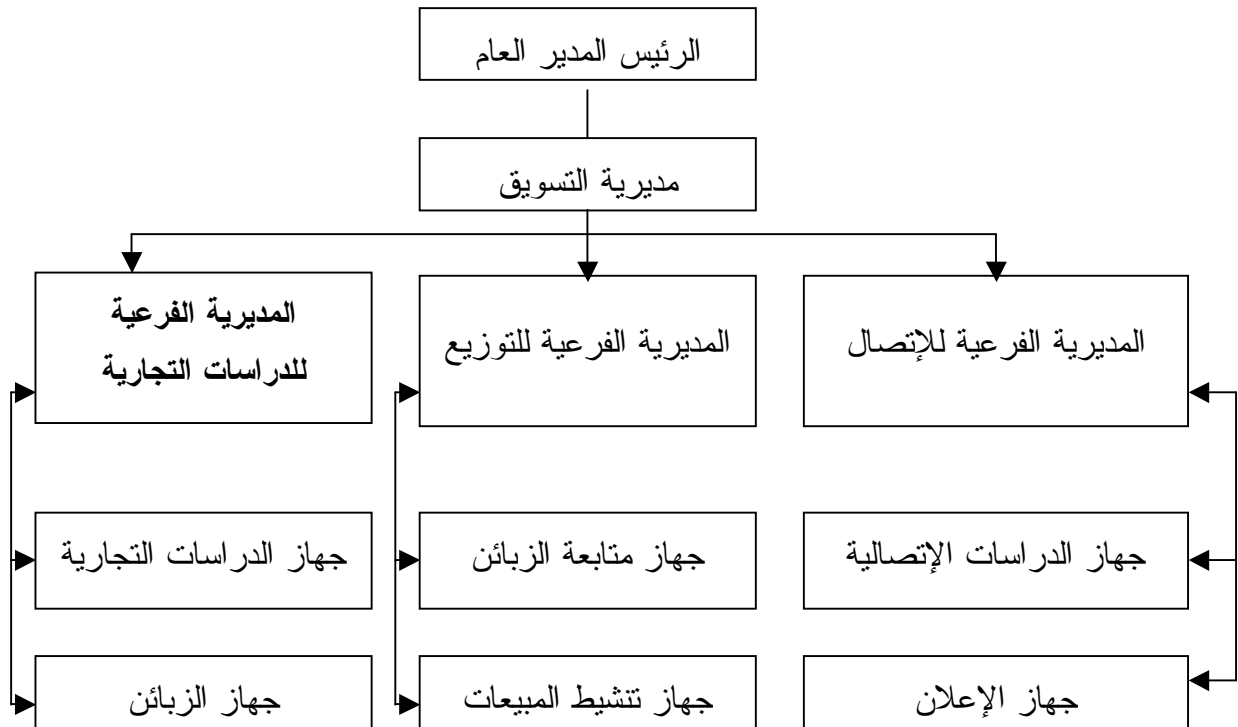 الرئيس المدير العام
مديرية التسويق
المديرية الفرعية للإتصال
المديرية الفرعية للتوزيع
المديرية الفرعية
للدراسات التجارية
جهاز الدراسات الإتصالية
جهاز متابعة الزبائن
جهاز الدراسات التجارية
جهاز الإعلان
جهاز تتشيط المبيعات
جهاز الزبائن